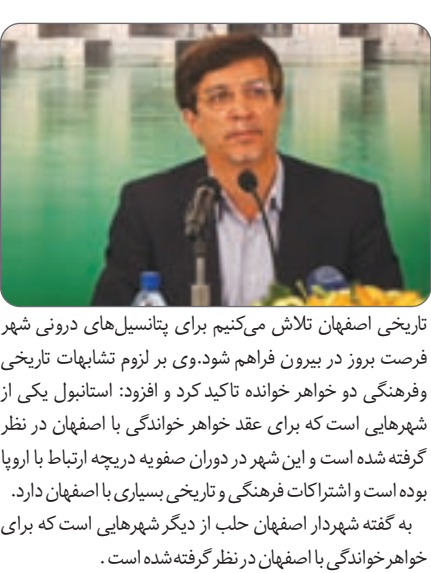 تاریخی اصفهان تلاش می‌کنیم برای پتانسیل‌های درونی شهر
فرصت بروز در بیرون فراهم شود.وی بر لزوم تشابهات تاریخی
وفرهنگی دو خواهر خوانده تاکید کرد و افزود: استانبول یکی از
شهرهایی است که برای عقد خواهر خواندگی با اصفهان در نظر
گرفته شده است و این شهر در دوران صفویه دریچه ارتباط با اروپا
بوده است و اشتراکات فرهنگی و تاریخی بسیاری با اصفهان دارد.
به گفته شهردار اصفهان حلب از دیگر شهرهایی است که برای
خواهرخواندگی با اصفهان در نظر گرفته‌شده است .